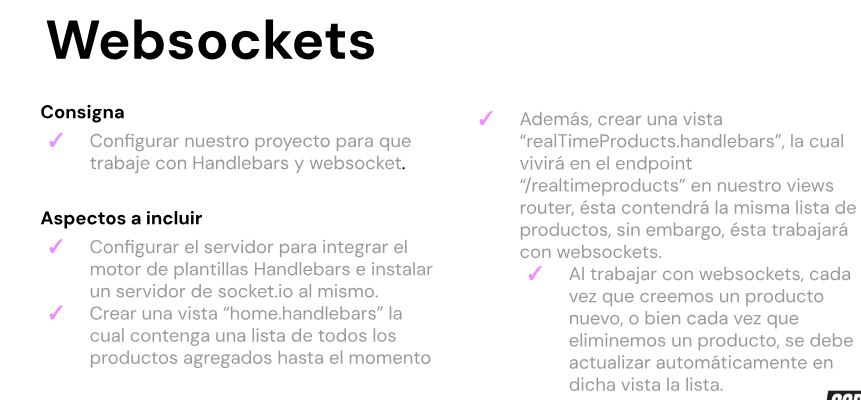 Websockets
Consigna
✓ Configurar nuestro proyecto para que
trabaje con Handlebars y websocket.
Aspectos a incluir
✓ Configurar el servidor para integrar el
motor de plantillas Handlebars e instalar
un servidor de socket.io al mismo.
✓ Crear una vista “home.handlebars” la
cual contenga una lista de todos los
productos agregados hasta el momento
✓ Además, crear una vista
“realTimeProducts.handlebars”, la cual
vivirá en el endpoint
“/realtimeproducts” en nuestro views
router, ésta contendrá la misma lista de
productos, sin embargo, ésta trabajará
con websockets.
✓ Al trabajar con websockets, cada
vez que creemos un producto
nuevo, o bien cada vez que
eliminemos un producto, se debe
actualizar automáticamente en
dicha vista la lista.